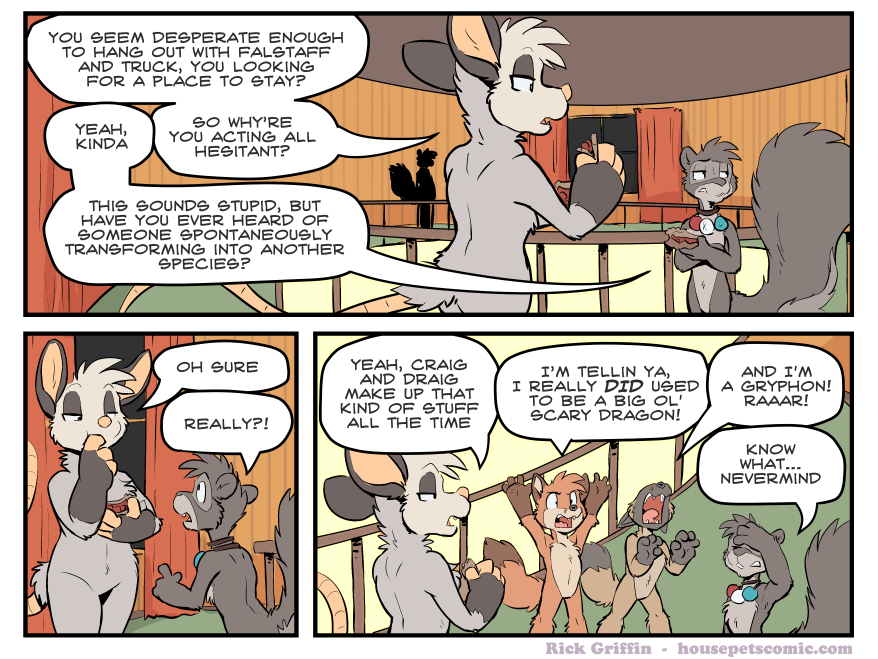 YOU SEEM DESPERATE ENOUGH
TO HANG OUT WITH FALSTAFF
AND TRUCK, YOU LOOKING
FOR A PLACE TO STAY?
YEAH,
KINDA
SO WHY'RE
YOU ACTING ALL
HESITANT?
THIS SOUNDS STUPID, BUT
HAVE YOU EVER HEARD OF
SOMEONE SPONTANEOUSLY
TRANSFORMING INTO ANOTHER
SPECIES?
OH SURE
REALLY?!
YEAH, CRAIG
AND DRAIG
MAKE UP THAT
KIND OF STUFF
ALL THE TIME
I'M TELLIN YA,
I REALLY DID USED
TO BE A BIG OL'
SCARY DRAGON!
AND I'M
A GRYPHON!
RAAAR!
KNOW
WHAT...
NEVERMIND
Rick Griffin - housepetscomic.com